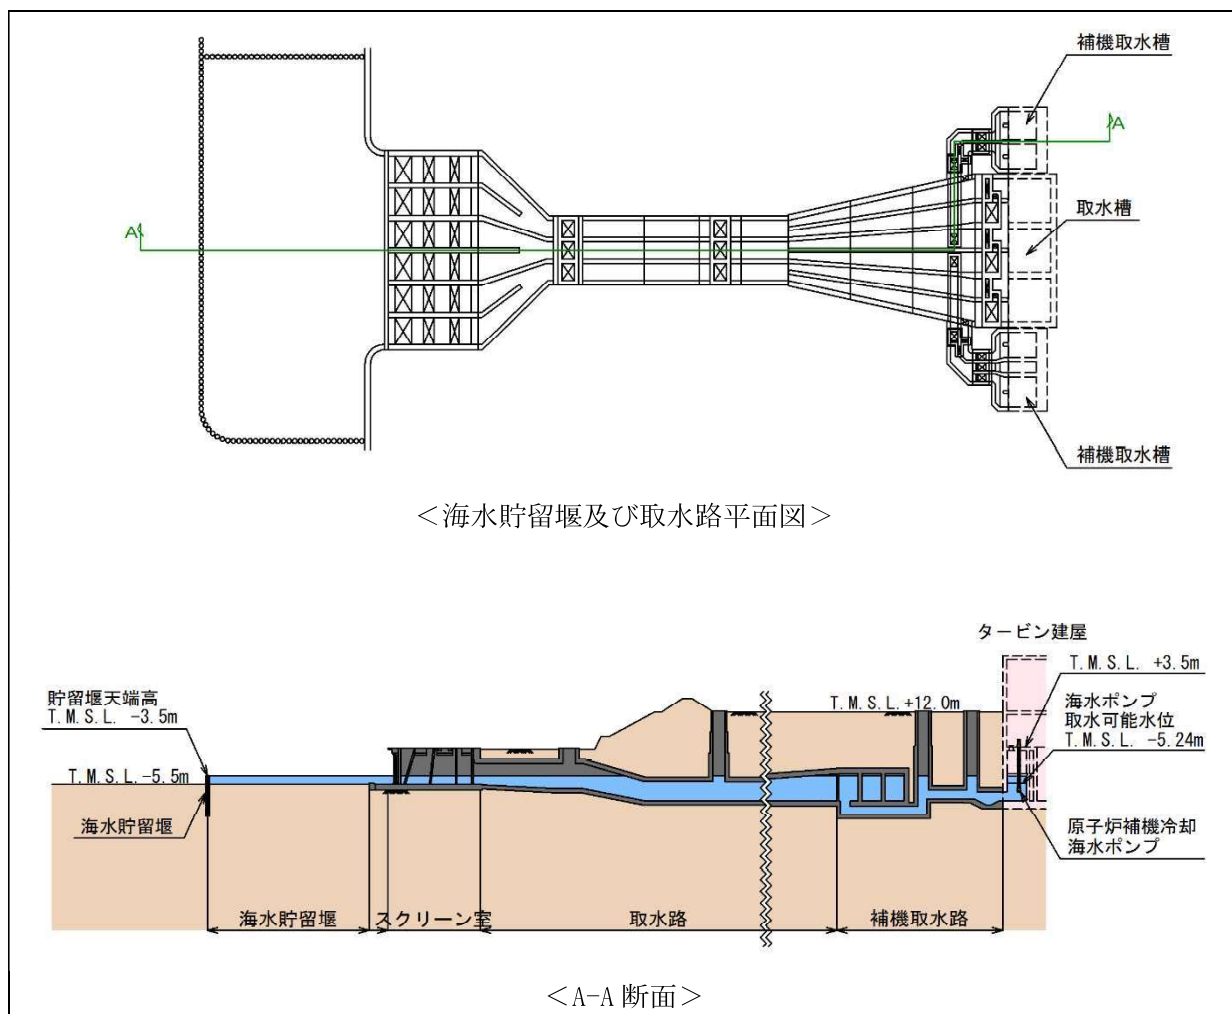 補機取水槽
A
取水槽
A
補機取水槽
＜海水貯留堰及び取水路平面図＞
タービン建屋
T.M.S.L. +3.5m
貯留堰天端高
T.M.S.L. -3.5m
T.M.S.L.+12.0m
海水ポンプ
取水可能水位
T.M.S.L. -5.24m
T.M.S.L.-5.5m
海水貯留堰
原子炉補機冷却
海水ポンプ
海水貯留堰
スクリーン室
取水路
補機取水路
＜A-A 断面＞